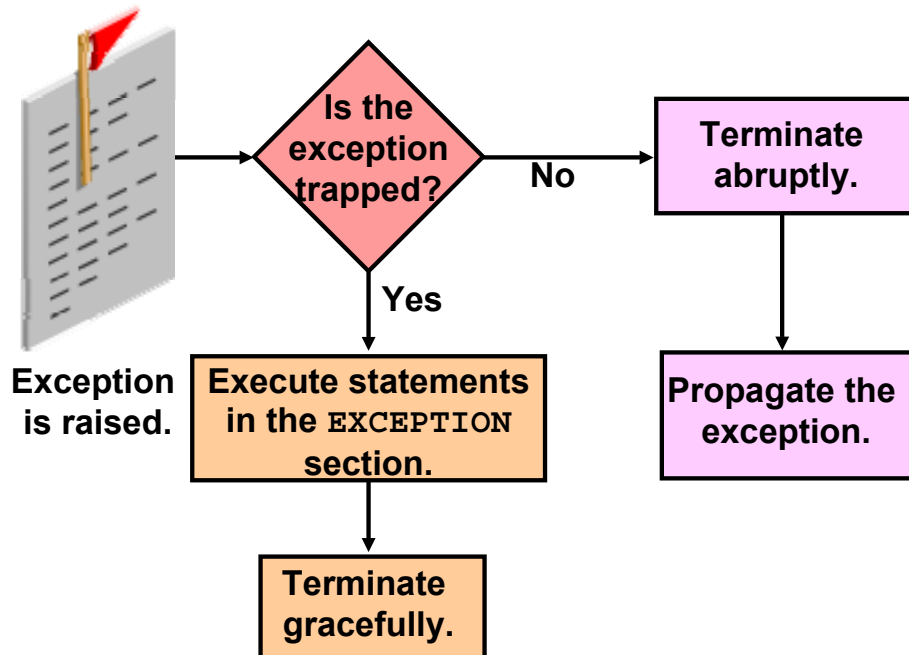 Exception
is raised.
Is the
exception
trapped?
No
Terminate
abruptly.
Propagate the
exception.
Yes
Execute statements
in the EXCEPTION
section.
Terminate
gracefully.